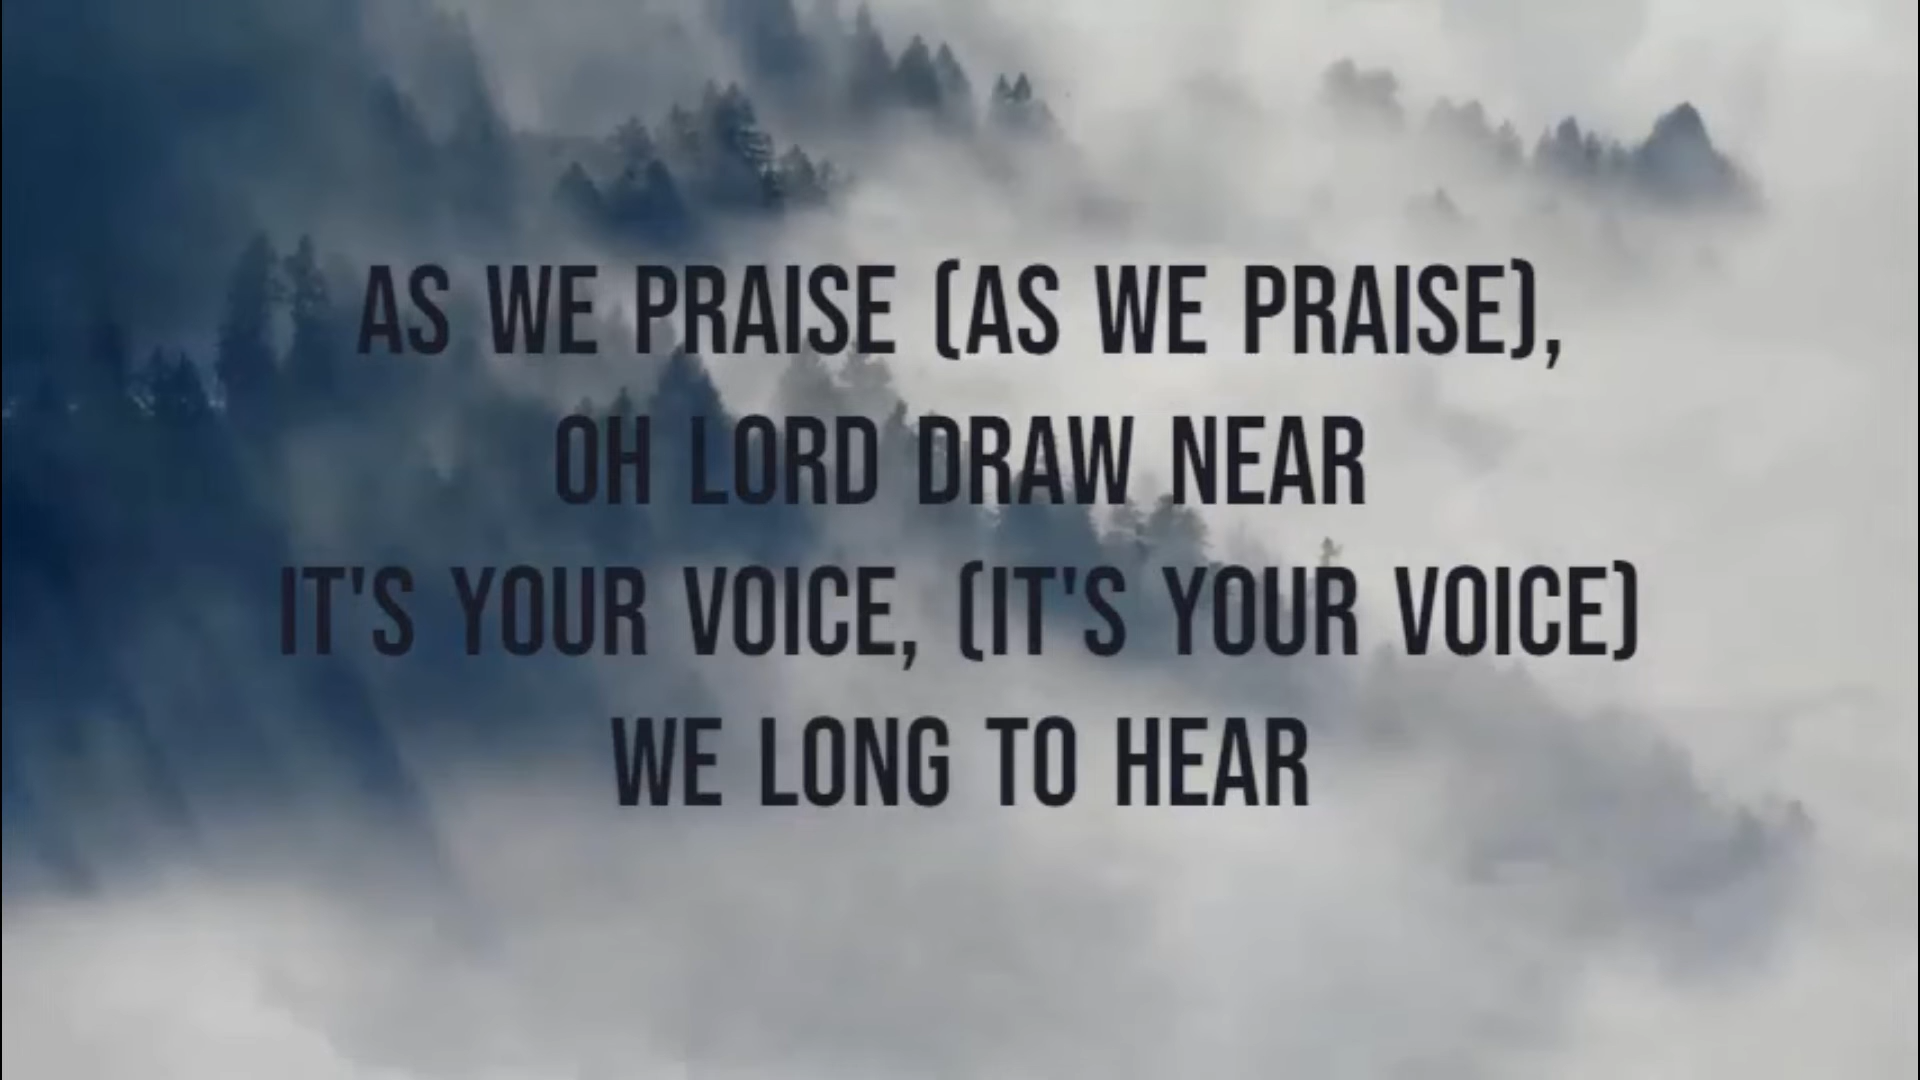 AS WE PRAISE (AS WE PRAISE),
OH LORD DRAW NEAR
IT'S YOUR VOICE, (IT'S YOUR VOICE)
WE LONG TO HEAR